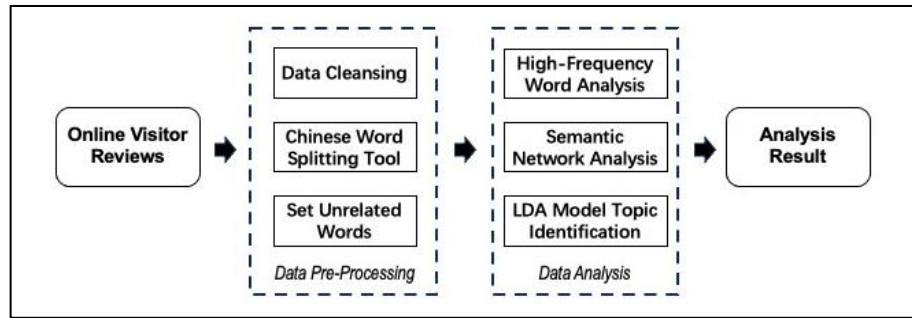 Online Visitor
Reviews
Data Cleansing
Chinese Word
Splitting Tool
Set Unrelated
Words
Data Pre-Processing
High-Frequency
Word Analysis
Semantic
Network Analysis
LDA Model Topic
Identification
Data Analysis
Analysis
Result